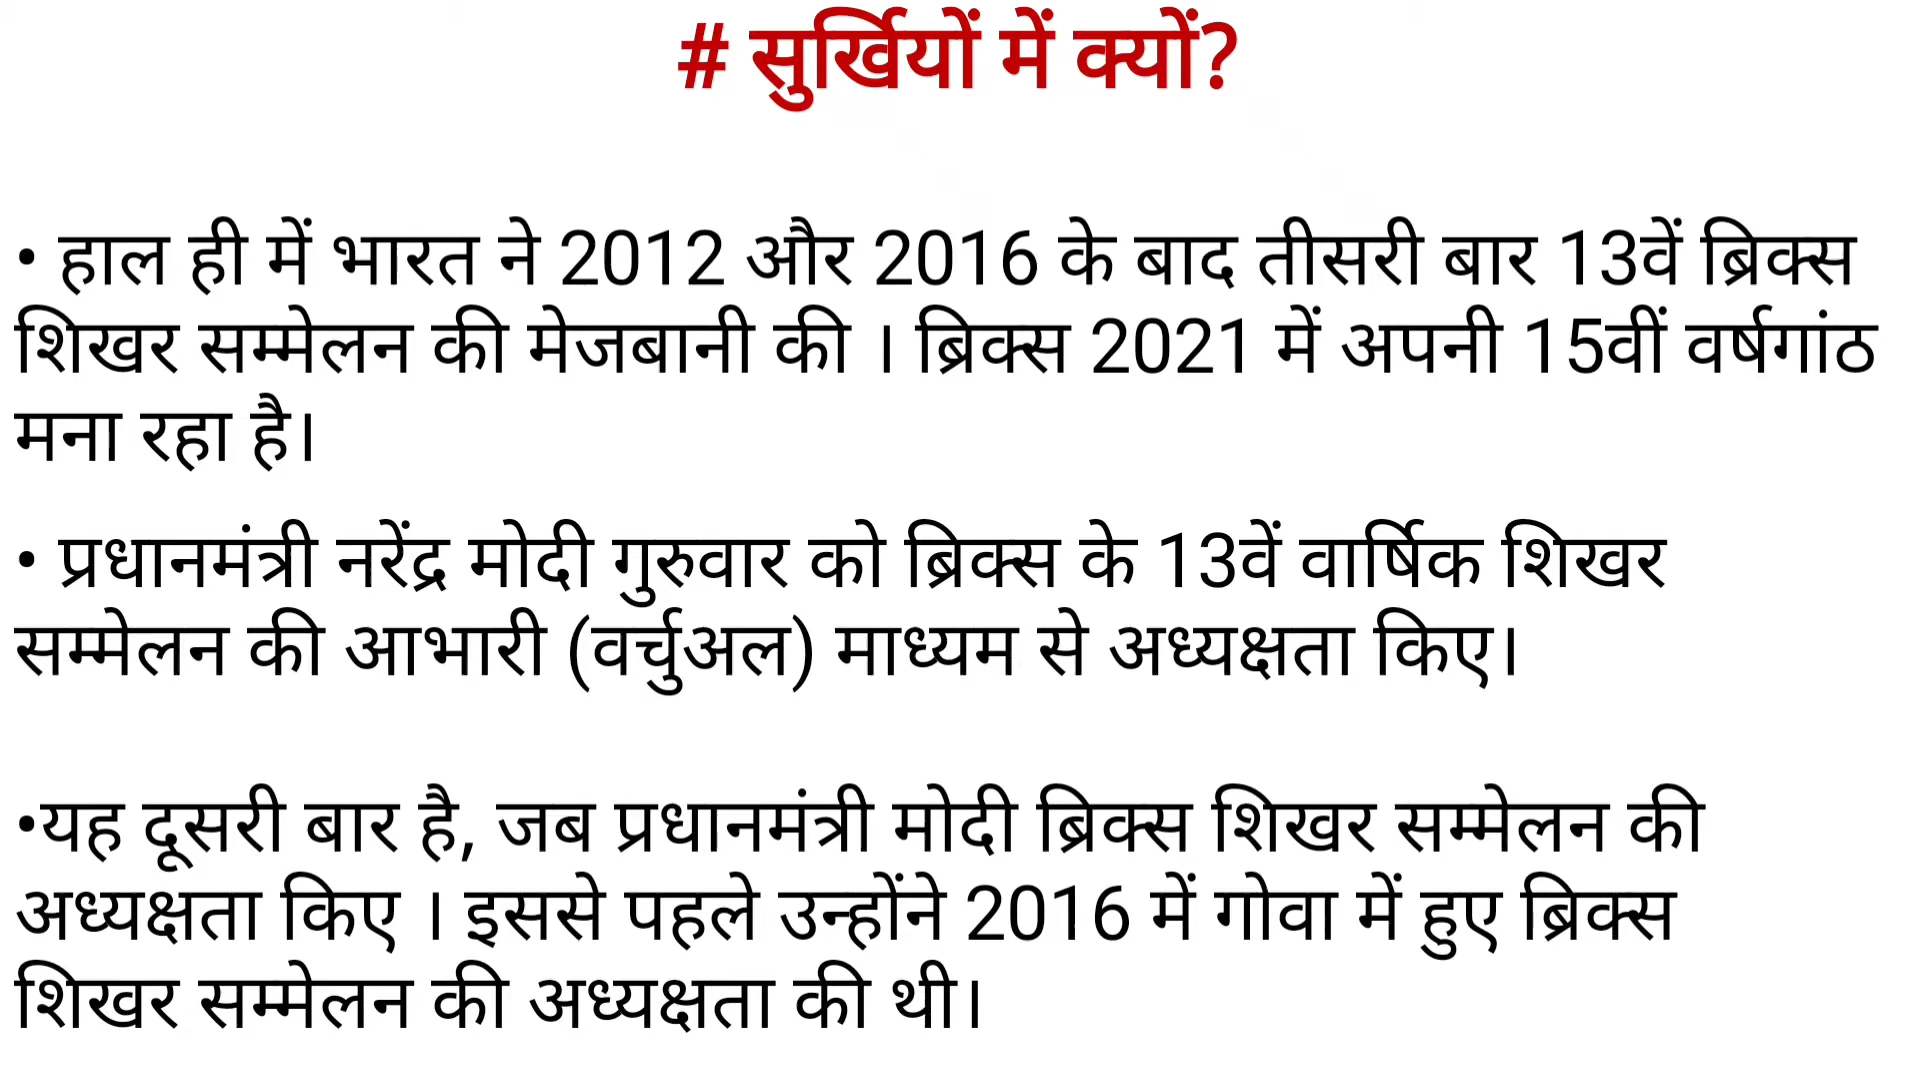 # सुर्खियों में क्यों?
• हाल ही में भारत ने 2012 और 2016 के बाद तीसरी बार 13वें ब्रिक्स
शिखर सम्मेलन की मेजबानी की । ब्रिक्स 2021 में अपनी 15वीं वर्षगांठ
मना रहा है।
• प्रधानमंत्री नरेंद्र मोदी गुरुवार को ब्रिक्स के 13वें वार्षिक शिखर
सम्मेलन की आभारी (वर्चुअल) माध्यम से अध्यक्षता किए।
•यह दूसरी बार है, जब प्रधानमंत्री मोदी ब्रिक्स शिखर सम्मेलन की
अध्यक्षता किए । इससे पहले उन्होंने 2016 में गोवा में हुए ब्रिक्स
शिखर सम्मेलन की अध्यक्षता की थी।